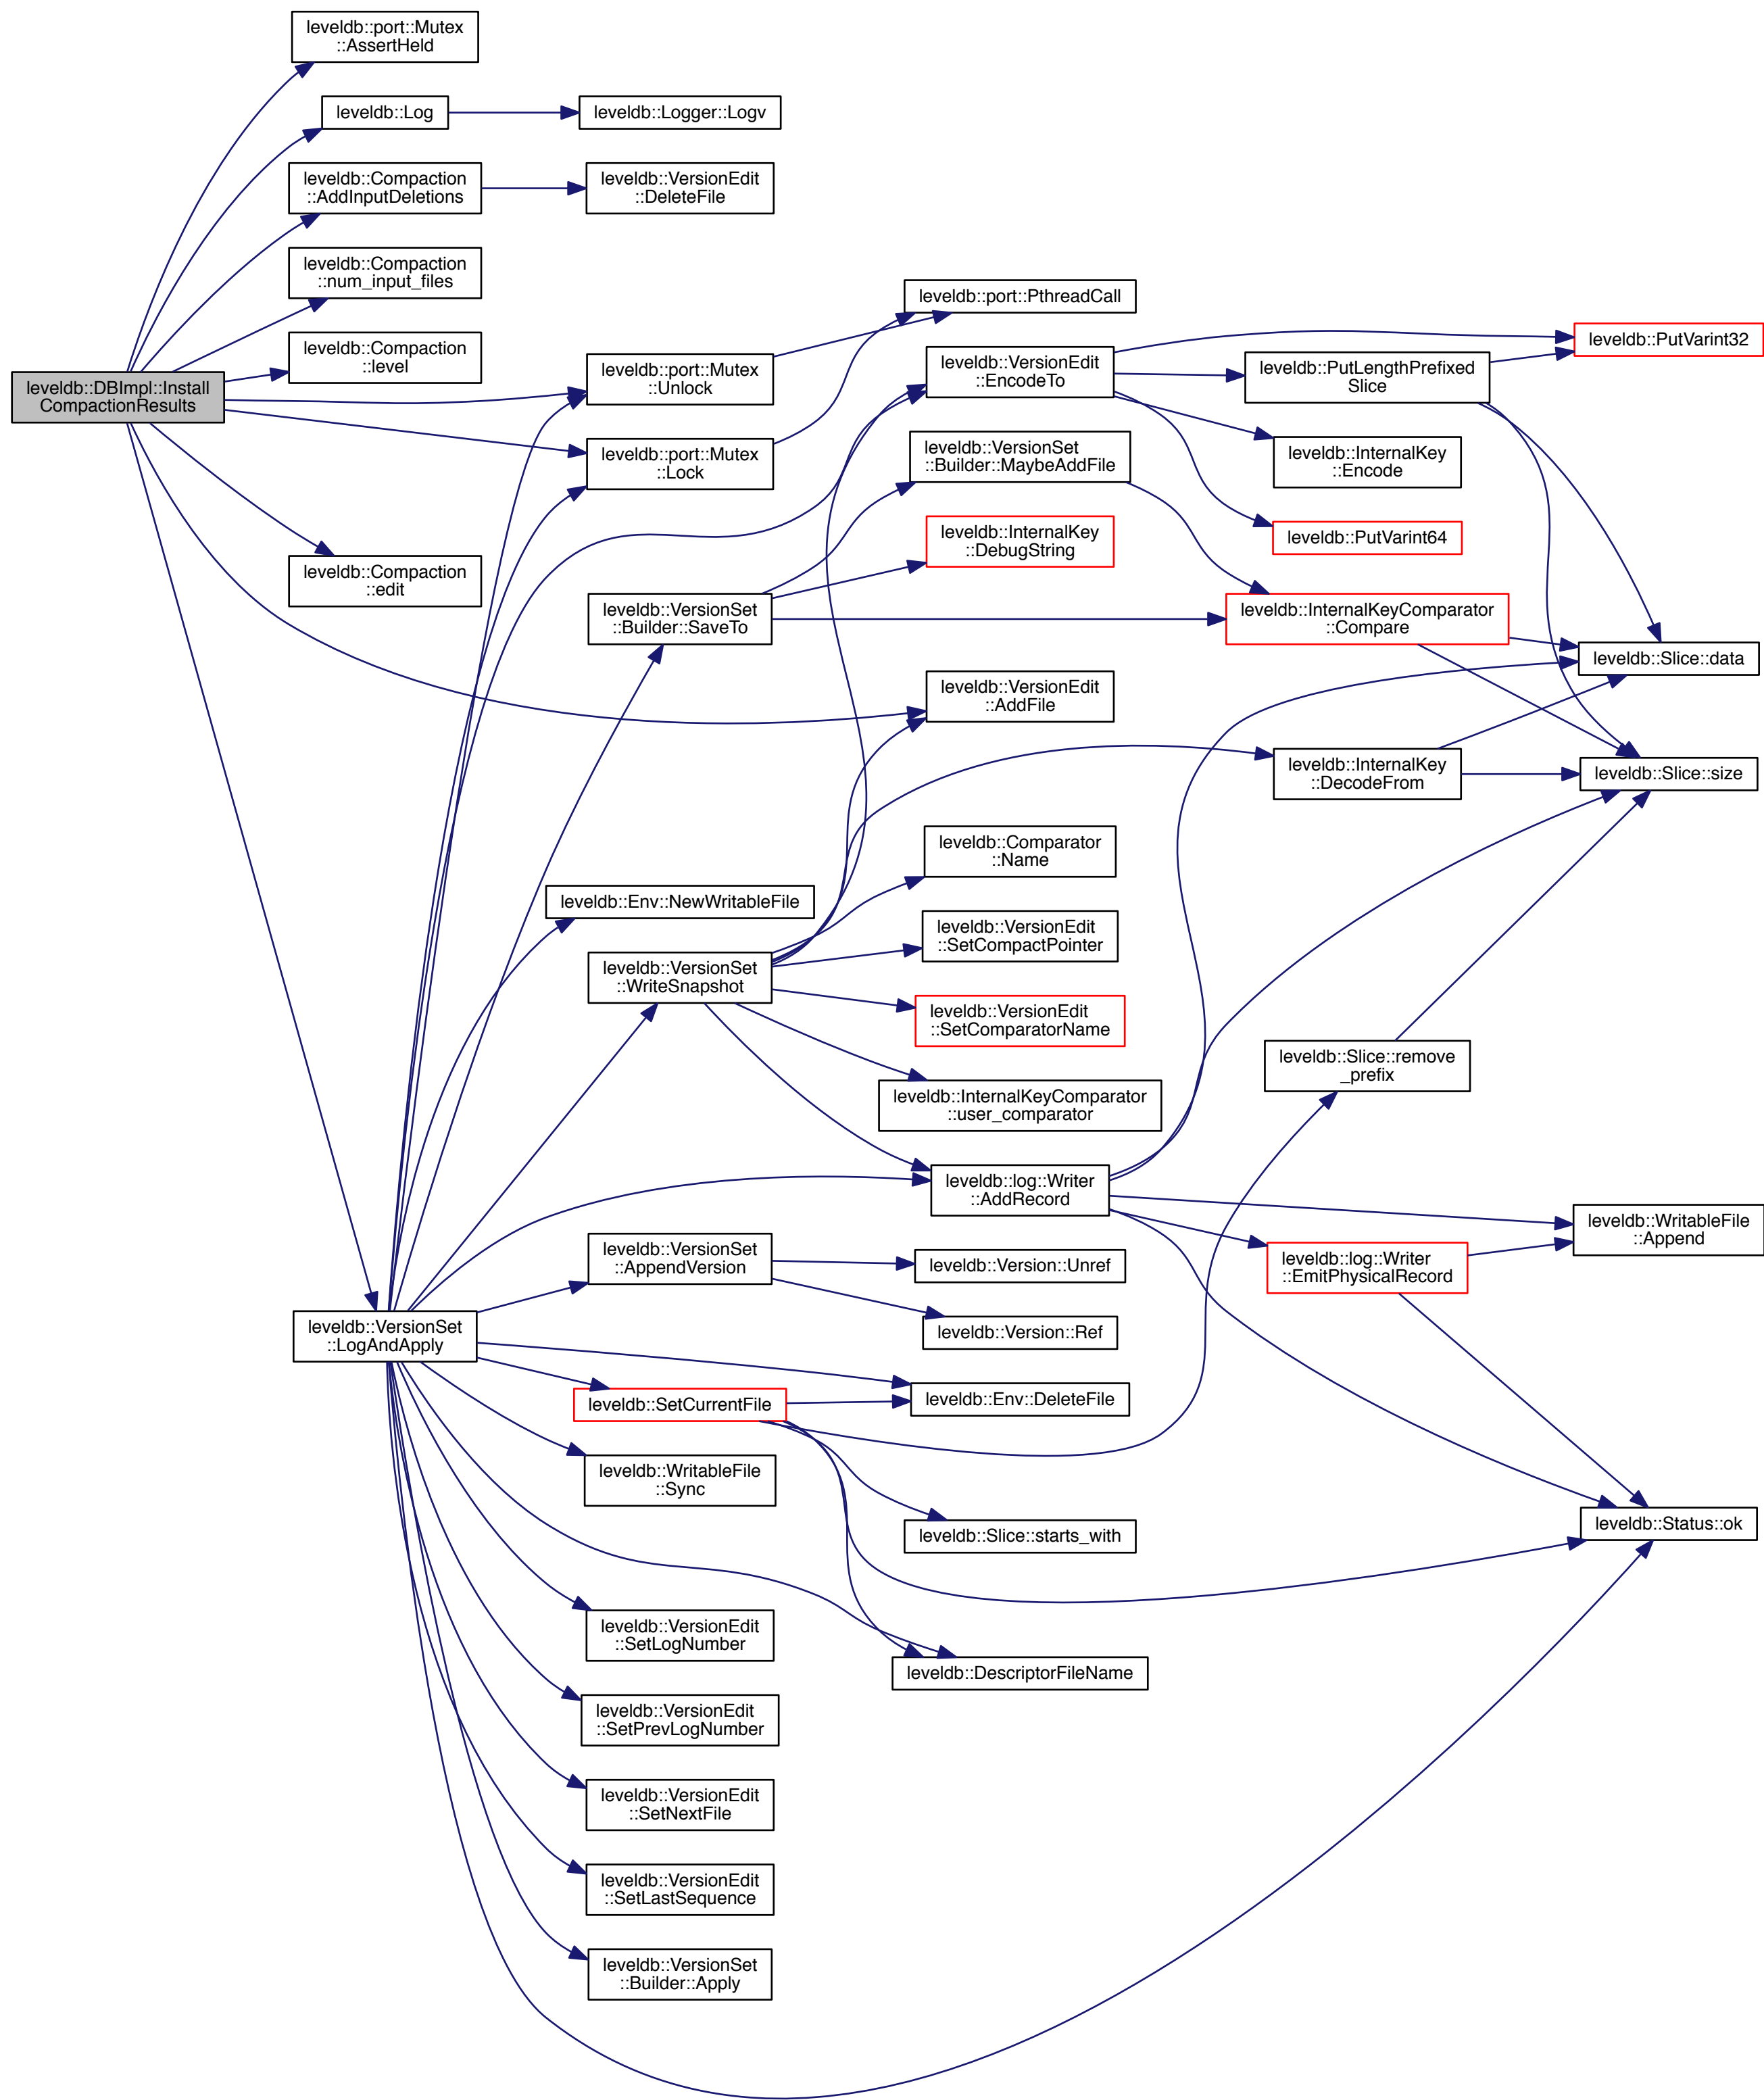 leveldb::port::Mutex
::AssertHeld
leveldb::Log
leveldb::Logger::Logv
leveldb::Compaction
::AddInputDeletions
leveldb::VersionEdit
::DeleteFile
leveldb::Compaction
::num_input_files
leveldb::port::PthreadCall
leveldb::Compaction
::level
leveldb::PutVarint32
leveldb::DBImpl::Install
CompactionResults
leveldb::port::Mutex
::Unlock
leveldb::VersionEdit
::EncodeTo
leveldb::PutLengthPrefixed
Slice
leveldb::port::Mutex
::Lock
leveldb::VersionSet
::Builder::MaybeAddFile
leveldb::InternalKey
::Encode
leveldb::InternalKey
::DebugString
leveldb::PutVarint64
leveldb::Compaction
::edit
leveldb::VersionSet
::Builder::SaveTo
leveldb::InternalKeyComparator
::Compare
leveldb::Slice::data
leveldb::VersionEdit
::AddFile
leveldb::InternalKey
::DecodeFrom
leveldb::Slice::size
leveldb::Comparator
::Name
leveldb::Env::NewWritableFile
leveldb::VersionEdit
::SetCompactPointer
leveldb::VersionSet
::WriteSnapshot
leveldb::VersionEdit
::SetComparatorName
leveldb::Slice::remove
_prefix
leveldb::InternalKeyComparator
::user_comparator
leveldb::log::Writer
::AddRecord
leveldb::WritableFile
::Append
leveldb::VersionSet
::AppendVersion
leveldb::Version::Unref
leveldb::log::Writer
::EmitPhysicalRecord
leveldb::VersionSet
::LogAndApply
leveldb::Version::Ref
leveldb::SetCurrentFile
leveldb::Env::DeleteFile
leveldb::WritableFile
::Sync
leveldb::Slice::starts_with
leveldb::Status::ok
leveldb::VersionEdit
::SetLogNumber
leveldb::DescriptorFileName
leveldb::VersionEdit
::SetPrevLogNumber
leveldb::VersionEdit
::SetNextFile
leveldb::VersionEdit
::SetLastSequence
leveldb::VersionSet
::Builder::Apply